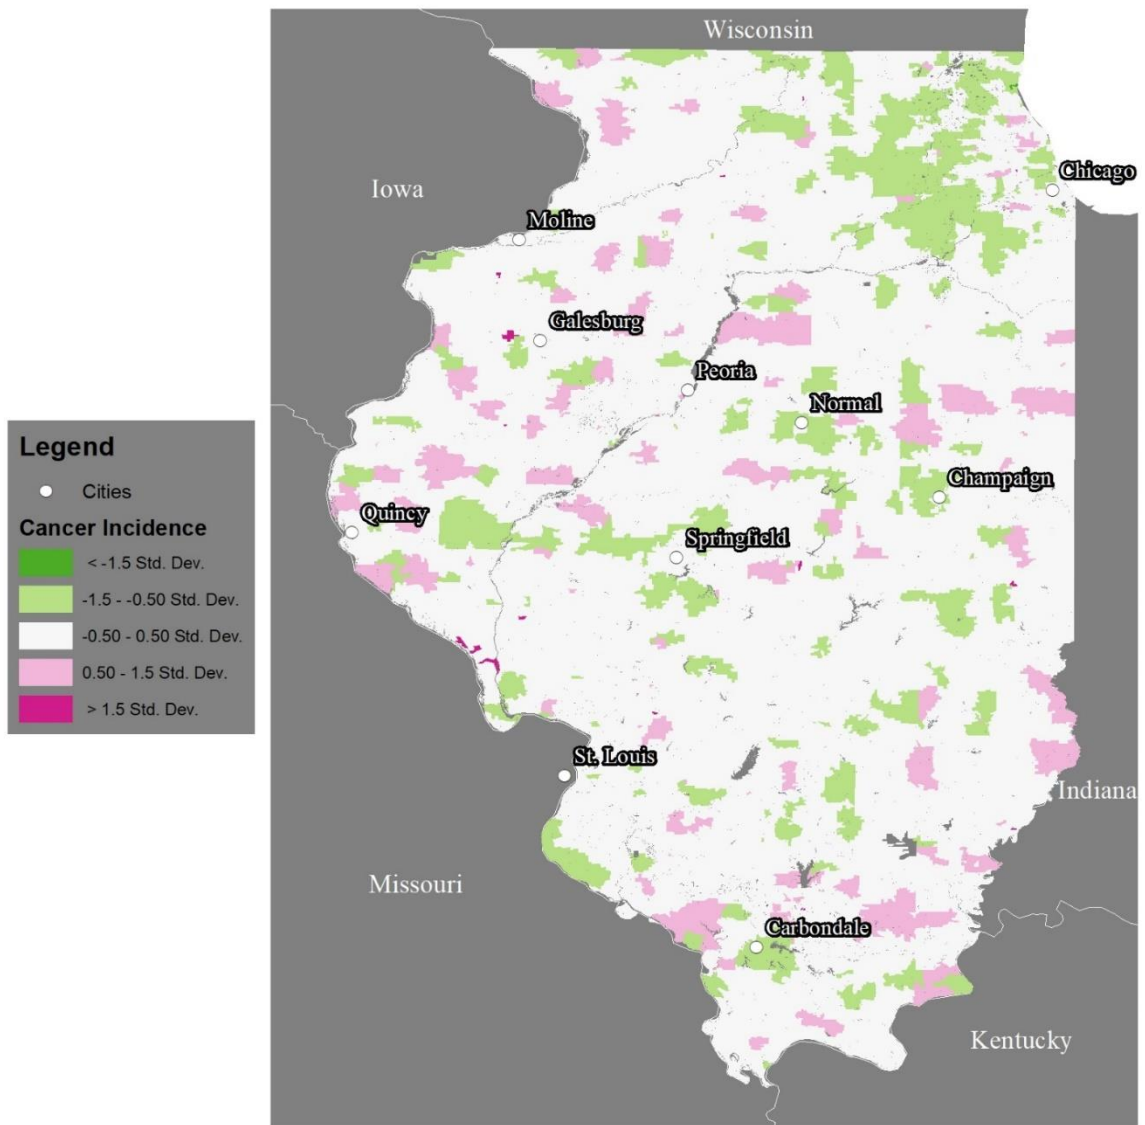 Wisconsin
Chicago
Iowa
Moline
Galesburg
Peoria
Normal
Legend
Cities
Cancer Incidence
< -1.5 Std. Dev.
-1.5 - -0.50 Std. Dev.
-0.50 - 0.50 Std. Dev.
0.50 - 1.5 Std. Dev.
> 1.5 Std. Dev.
Champaign
Quincy
Springfield
St. Louis
Indiana
Missouri
Carbondale
Kentucky